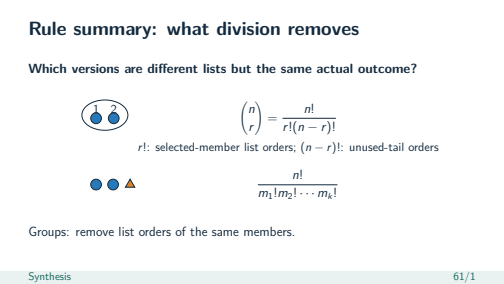 Rule summary: what division removes
Which versions are different lists but the same actual outcome?
1 2
(n r) = n! / r!(n − r)!
r!: selected-member list orders; (n − r)!: unused-tail orders
n! / m₁!m₂! ⋯ mₖ!
Groups: remove list orders of the same members.
Synthesis 61/1